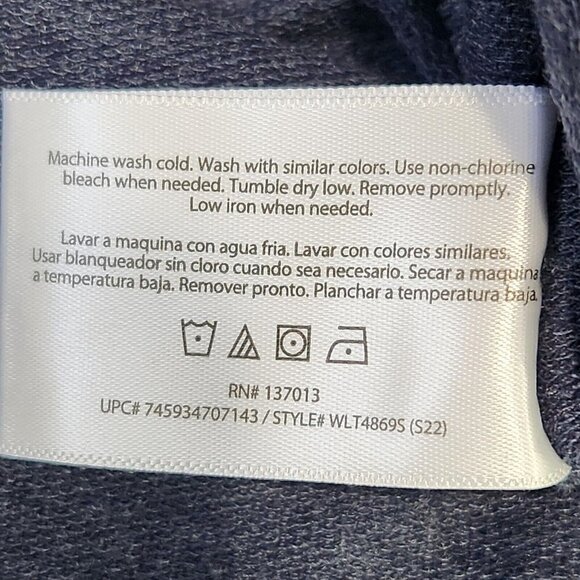 Machine wash cold. Wash with similar colors. Use non-chlorine
bleach when needed. Tumble dry low. Remove promptly.
Low iron when needed.
Lavar a maquina con agua fria. Lavar con colores similares.
Usar blanqueador sin cloro cuando sea necesario. Secar a maquina
a temperatura baja. Remover pronto. Planchar a temperatura baja
RN# 137013
UPC# 745934707143 / STYLE# WLT4869S (S22)